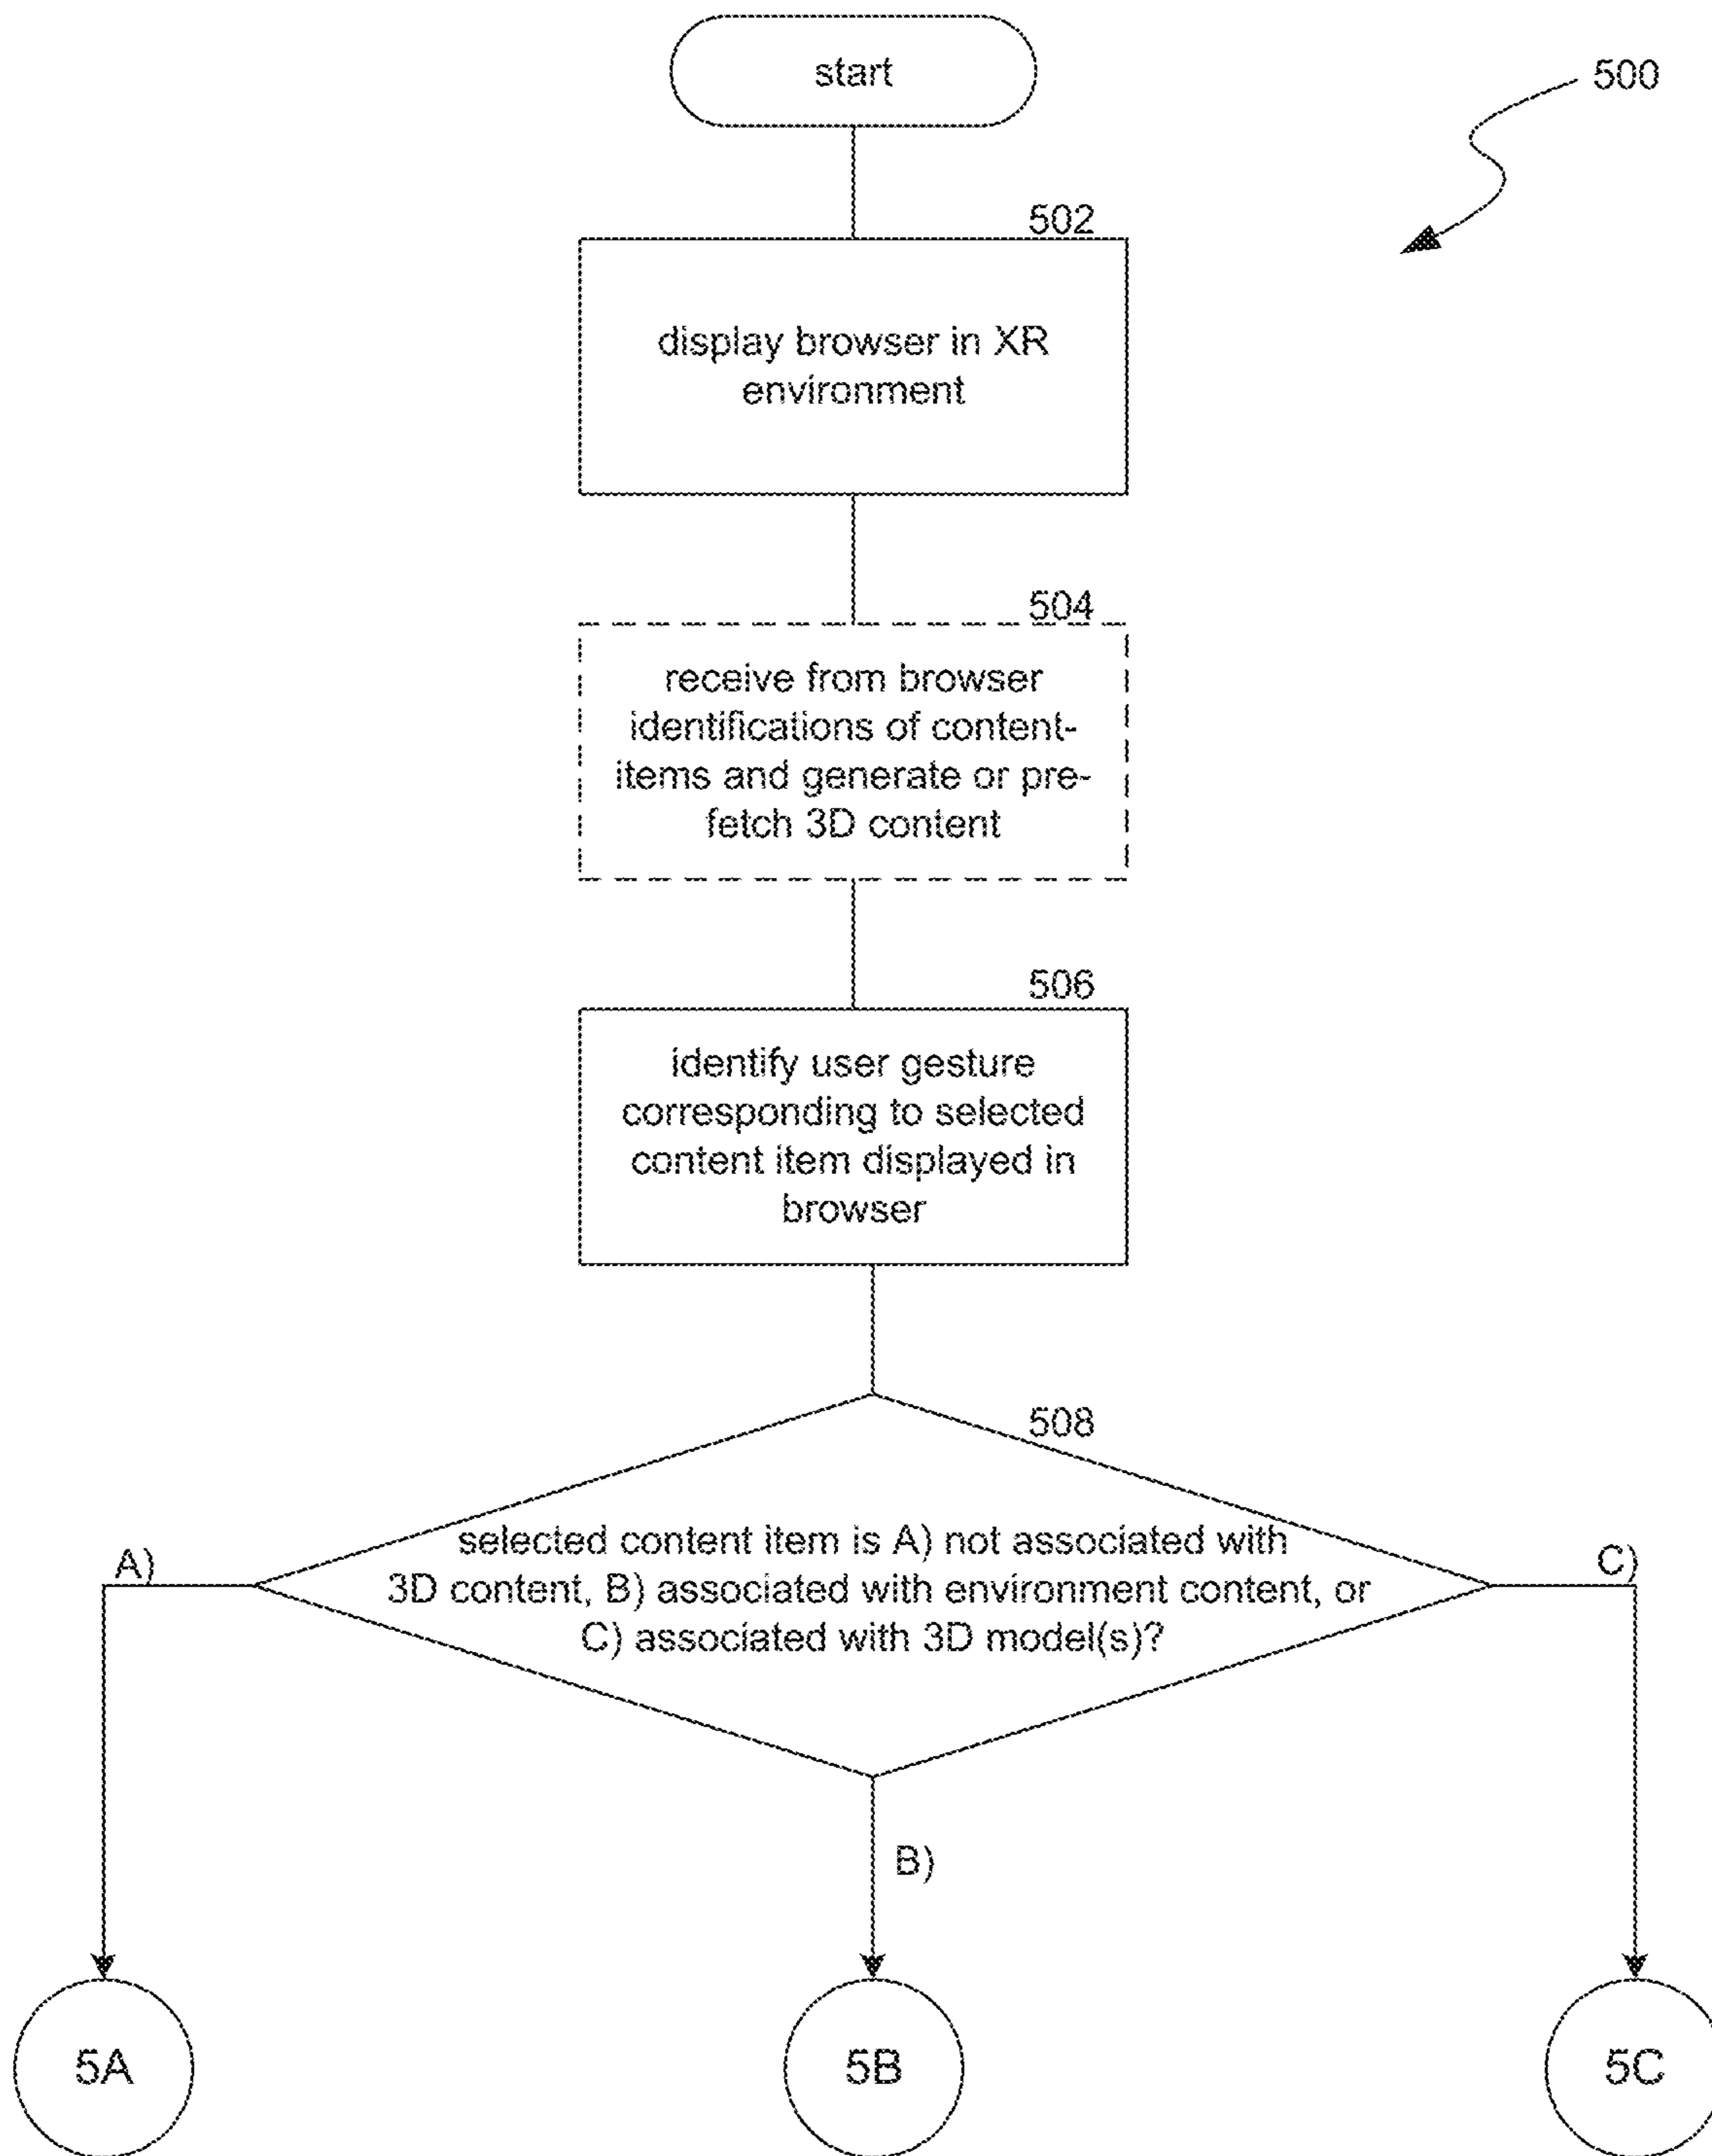 start
500
502
display browser in XR
environment
504
receive from browser
identifications of content-
items and generate or pre-
fetch 3D content
506
identify user gesture
corresponding to selected
content item displayed in
browser
508
selected content item is A) not associated with
3D content, B) associated with environment content, or
C) associated with 3D model(s)?
A)
C)
B)
5A
5B
5C